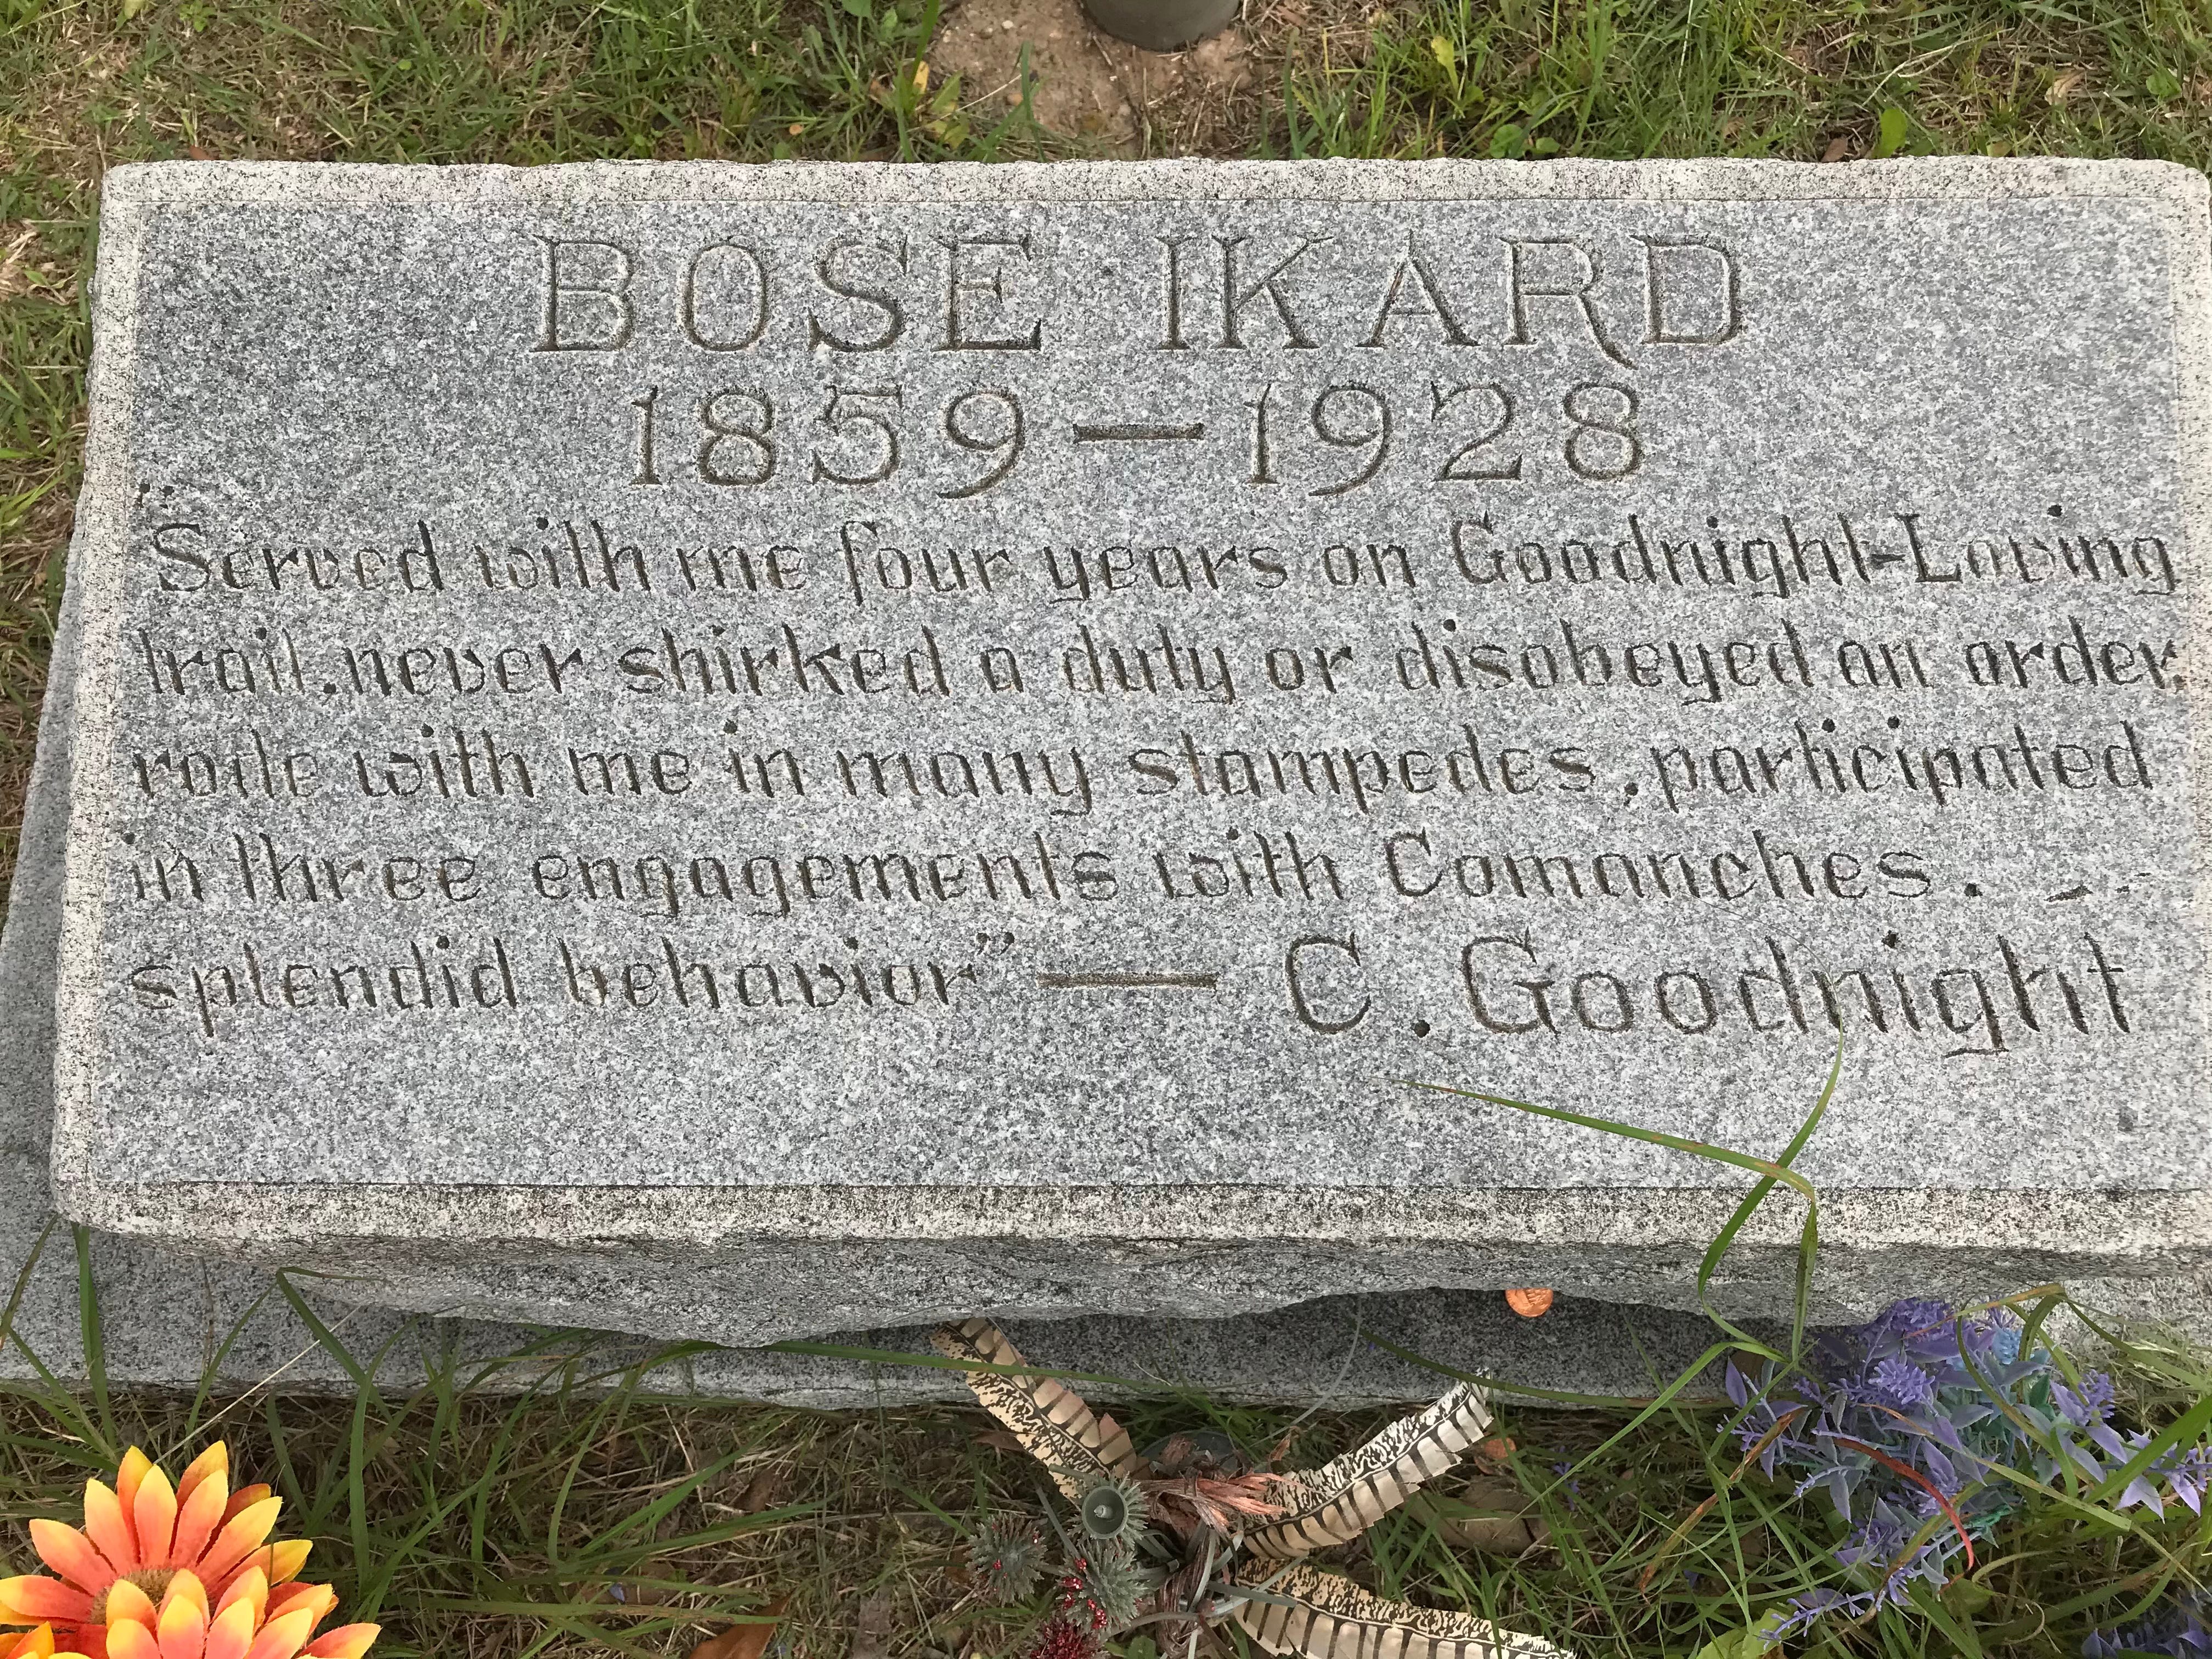 BOSE IKARD
1859—1928
"Served with me four years on Goodnight-Loving
trail, never shirked a duty or disobeyed an order,
rode with me in many stampedes, participated
in three engagements with Comanches. ---
splendid behavior" — C. Goodnight